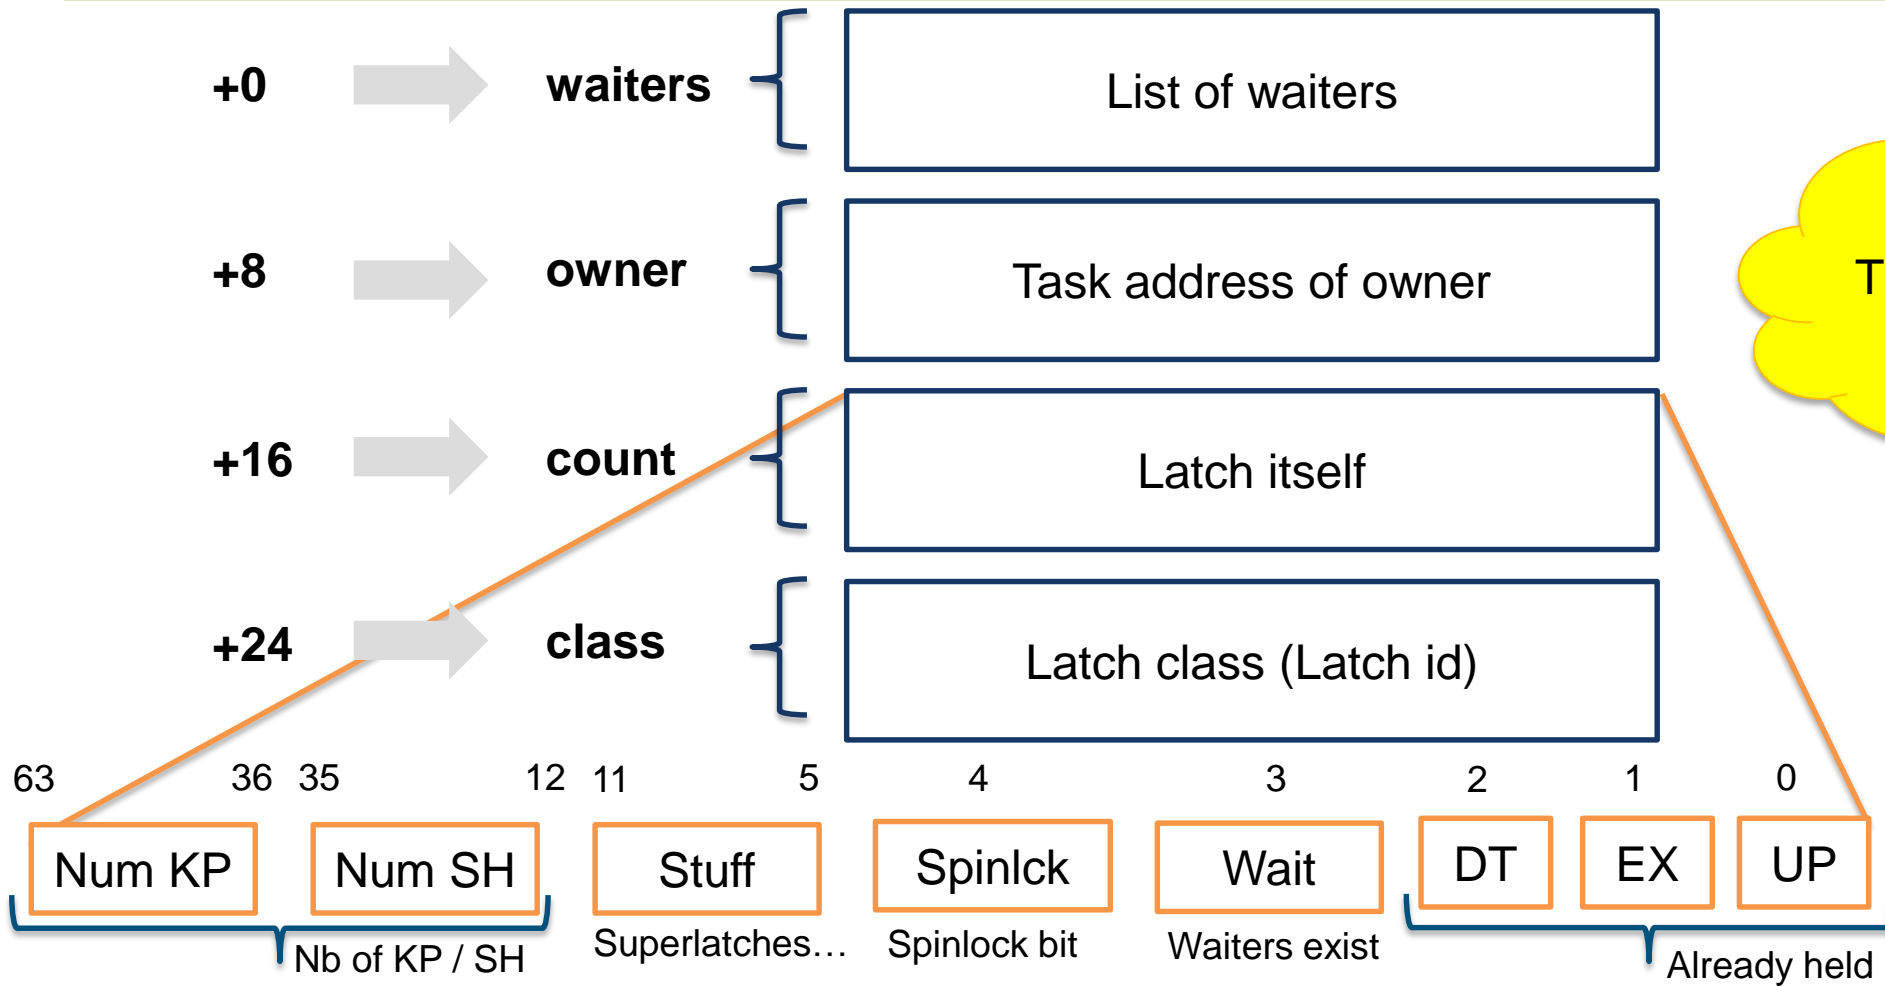 +0 waiters List of waiters
+8 owner Task address of owner
T
+16 count Latch itself
+24 class Latch class (Latch id)
63 36 35 12 11 5 4 3 2 1 0
Num KP Num SH Stuff Spinlck Wait DT EX UP
Nb of KP / SH Superlatches… Spinlock bit Waiters exist Already held